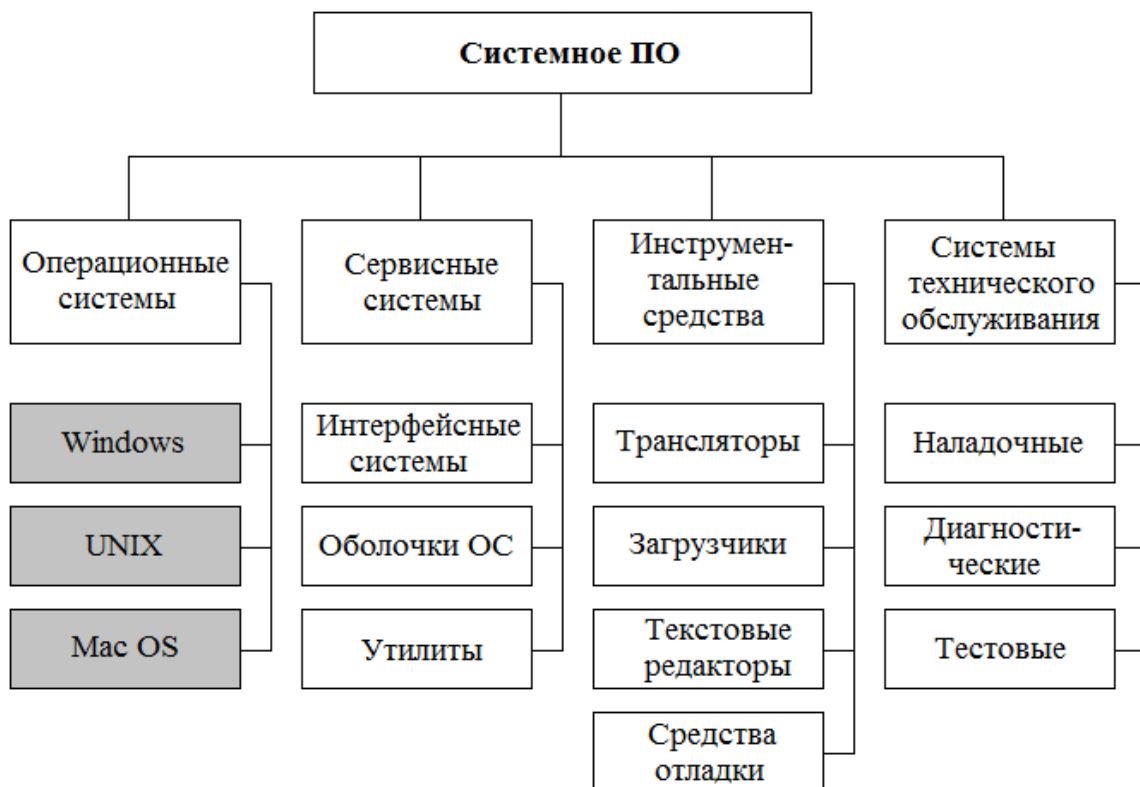 Системное ПО
Операционные
системы
Сервисные
системы
Инструмен-
тальные
средства
Системы
технического
обслуживания
Windows
Интерфейсные
системы
Трансляторы
Наладочные
UNIX
Оболочки ОС
Загрузчики
Диагности-
ческие
Mac OS
Утилиты
Текстовые
редакторы
Тестовые
Средства
отладки